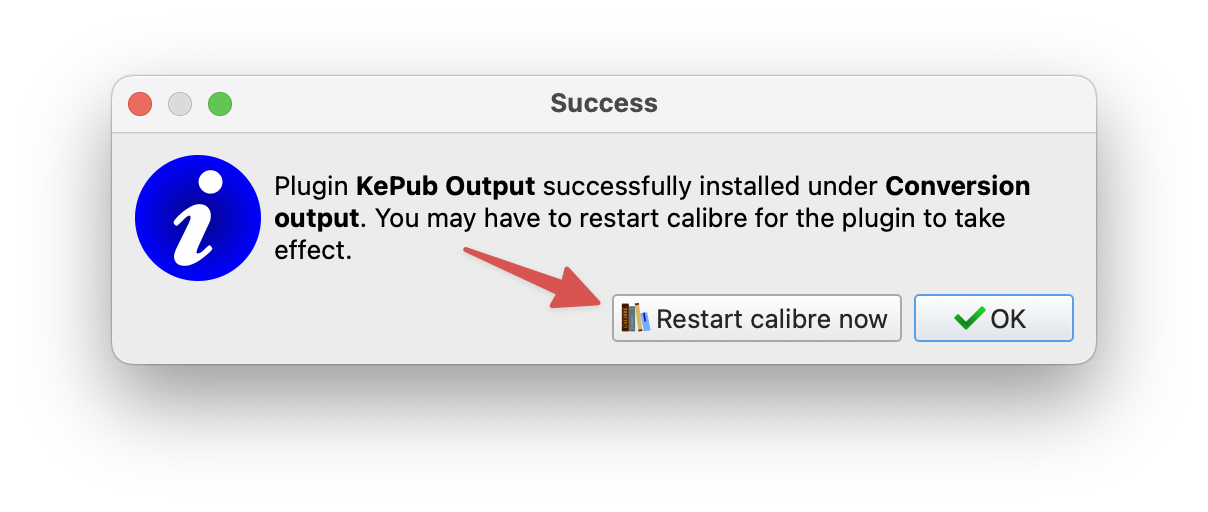 Success
Plugin KePub Output successfully installed under Conversion
output. You may have to restart calibre for the plugin to take
effect.
Restart calibre now
OK